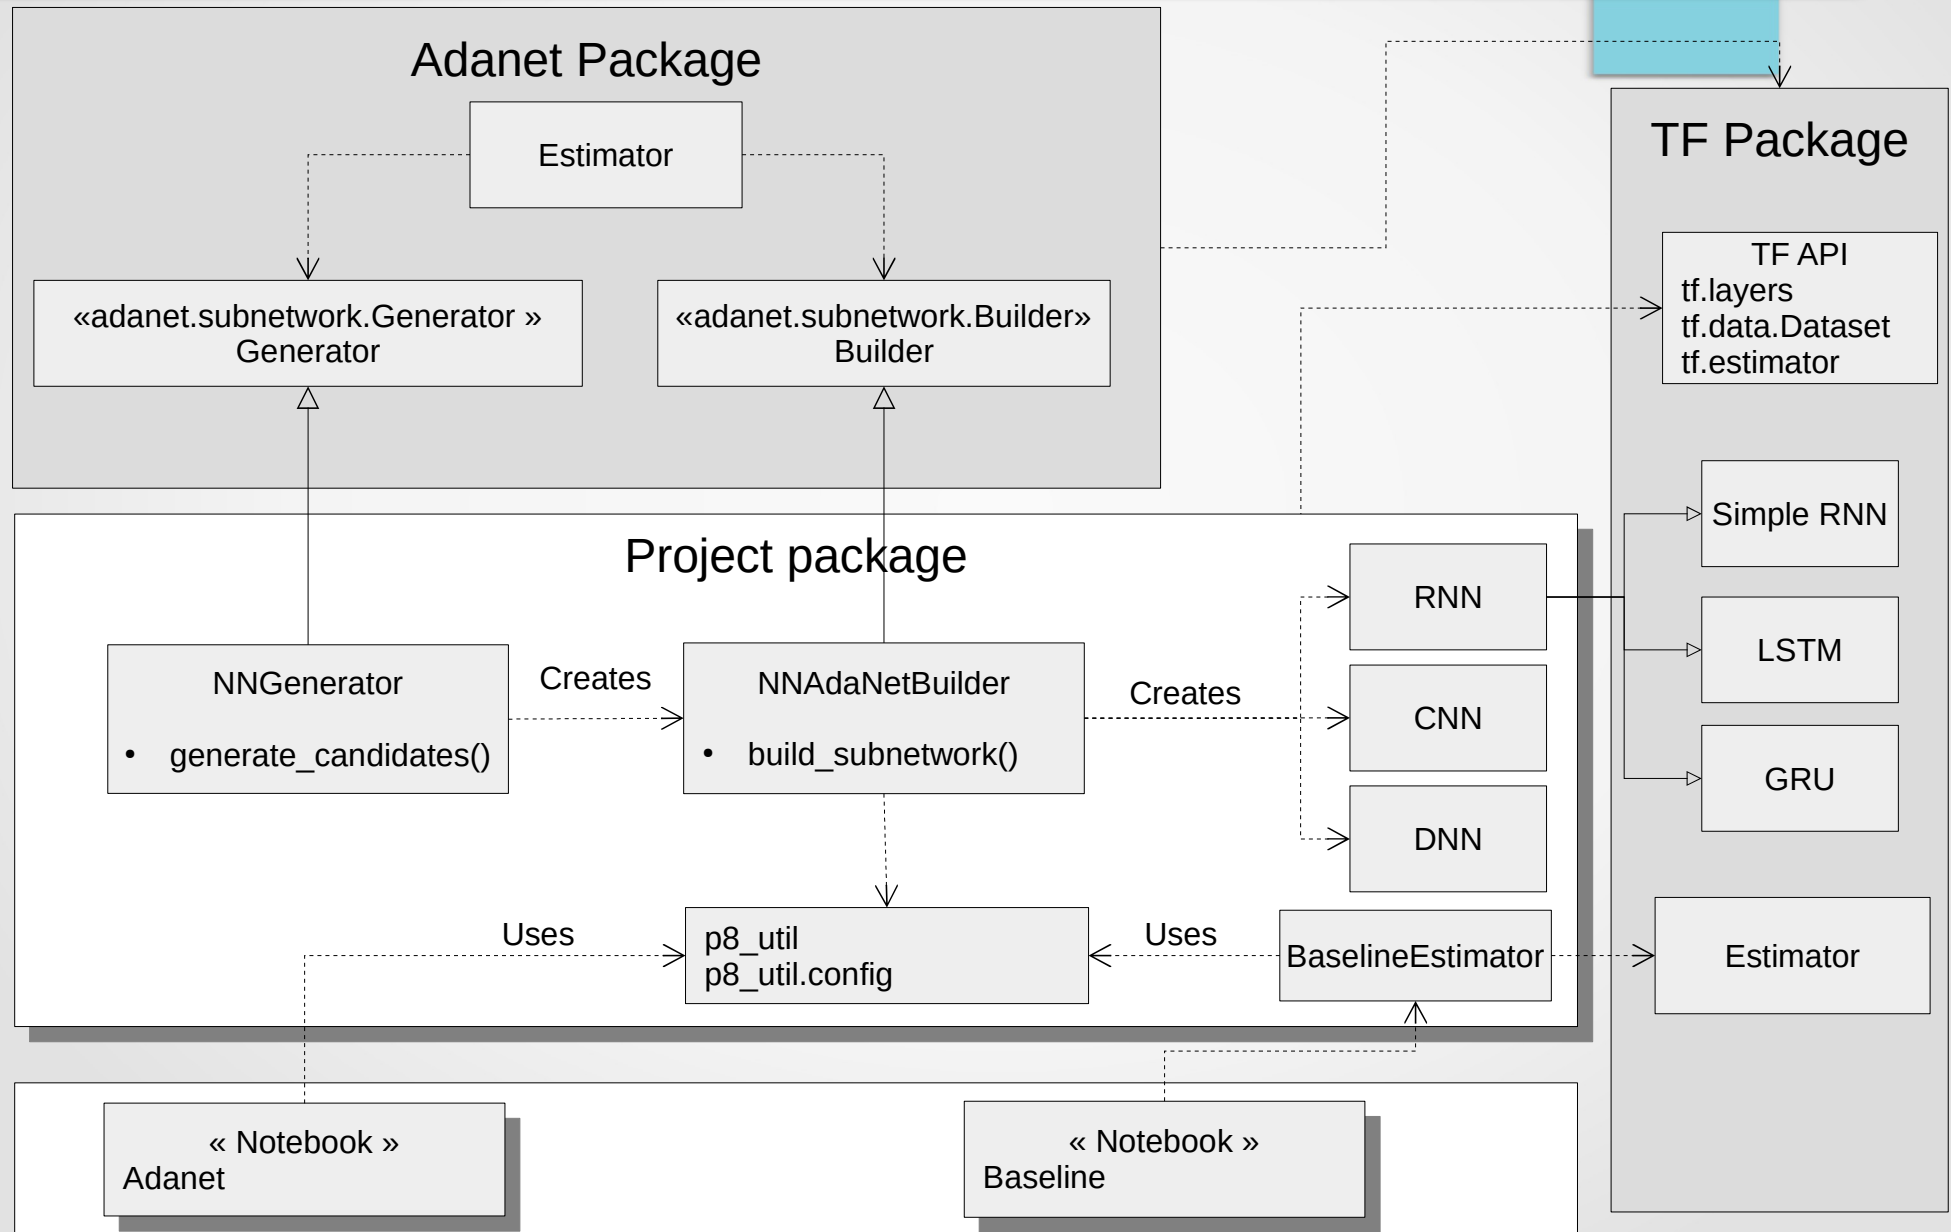 Adanet Package
Estimator
«adanet.subnetwork.Generator »
Generator
«adanet.subnetwork.Builder»
Builder
TF Package
TF API
tf.layers
tf.data.Dataset
tf.estimator
Simple RNN
LSTM
GRU
Estimator
Project package
NNGenerator
• generate_candidates()
Creates
NNAdaNetBuilder
• build_subnetwork()
Creates
RNN
CNN
DNN
Uses
p8_util
p8_util.config
Uses
BaselineEstimator
« Notebook »
Adanet
« Notebook »
Baseline